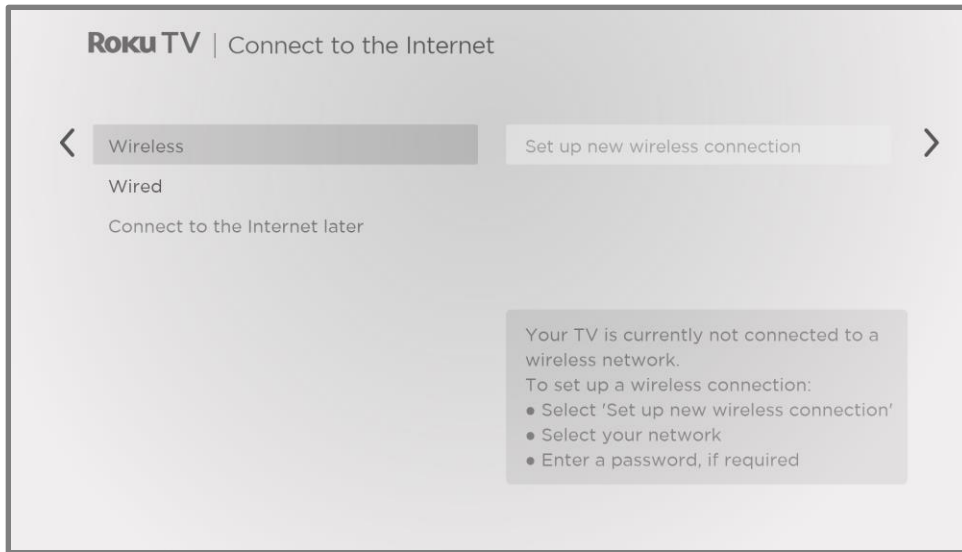 Roku TV | Connect to the Internet
Wireless
Set up new wireless connection
Wired
Connect to the Internet later
Your TV is currently not connected to a
wireless network.
To set up a wireless connection:
● Select 'Set up new wireless connection'
● Select your network
● Enter a password, if required